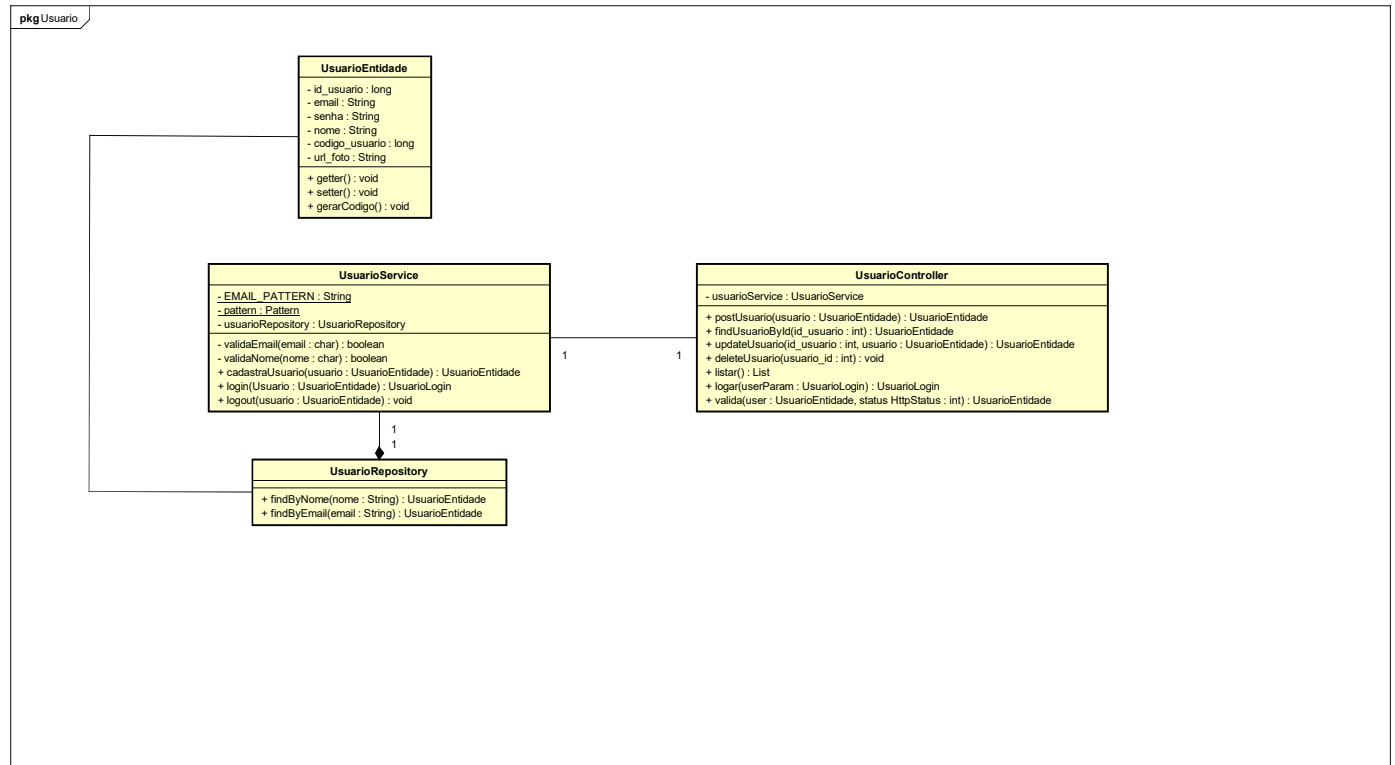 pkg Usuario
UsuarioEntidade
- id_usuario : long
- email : String
- senha : String
- nome : String
- codigo_usuario : long
- url_foto : String
+ getter() : void
+ setter() : void
+ gerarCodigo() : void
UsuarioService
- EMAIL_PATTERN : String
- pattern : Pattern
- usuarioRepository : UsuarioRepository
- validaEmail(email : char) : boolean
- validaNome(nome : char) : boolean
+ cadastraUsuario(usuario : UsuarioEntidade) : UsuarioEntidade
+ login(Usuario : UsuarioEntidade) : UsuarioLogin
+ logout(usuario : UsuarioEntidade) : void
1
1
UsuarioController
- usuarioService : UsuarioService
+ postUsuario(usuario : UsuarioEntidade) : UsuarioEntidade
+ findUsuarioById(id_usuario : int) : UsuarioEntidade
+ updateUsuario(id_usuario : int, usuario : UsuarioEntidade) : UsuarioEntidade
+ deleteUsuario(usuario_id : int) : void
+ listar() : List
+ logar(userParam : UsuarioLogin) : UsuarioLogin
+ valida(user : UsuarioEntidade, status HttpStatus : int) : UsuarioEntidade
1
1
UsuarioRepository
+ findByNome(nome : String) : UsuarioEntidade
+ findByEmail(email : String) : UsuarioEntidade